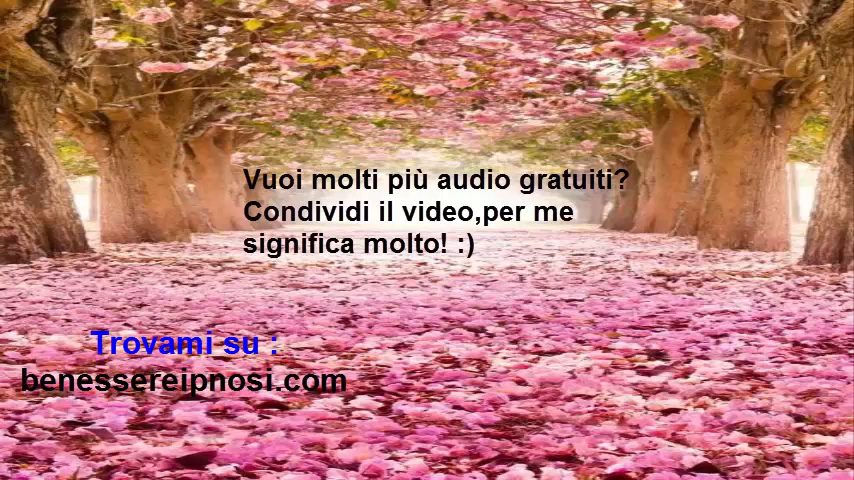 Vuoi molti più audio gratuiti?
Condividi il video,per me
significa molto! :)
Trovami su :
benessereipnosi.com